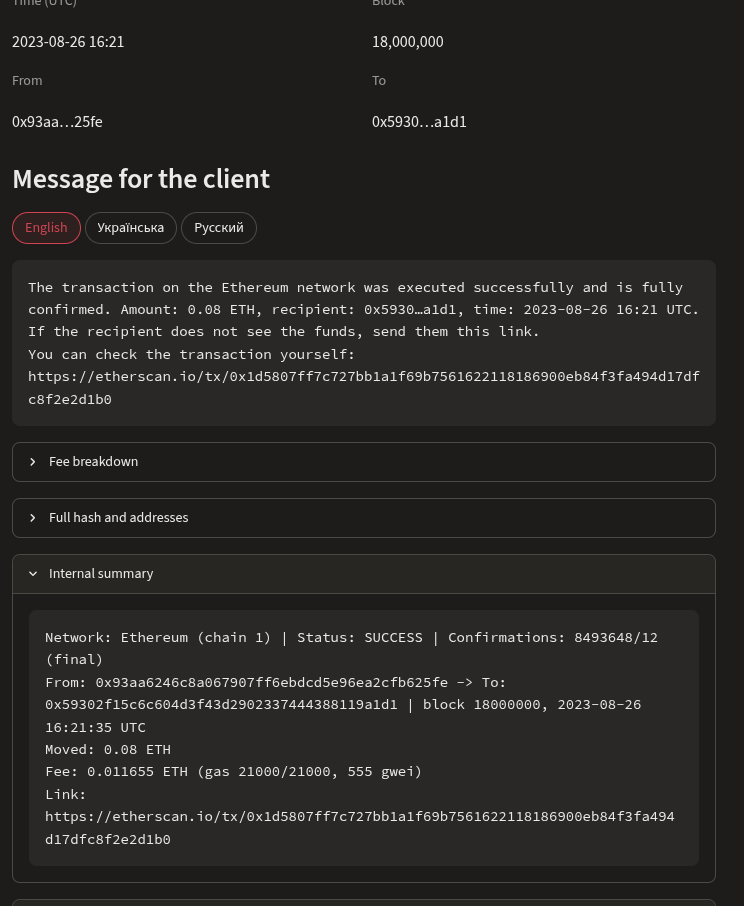 Time (UTC)
Block
2023-08-26 16:21
18,000,000
From
To
0x93aa…25fe
0x5930…a1d1
Message for the client
English
Українська
Русский
The transaction on the Ethereum network was executed successfully and is fully
confirmed. Amount: 0.08 ETH, recipient: 0x5930…a1d1, time: 2023-08-26 16:21 UTC.
If the recipient does not see the funds, send them this link.
You can check the transaction yourself:
https://etherscan.io/tx/0x1d5807ff7c727bb1a1f69b7561622118186900eb84f3fa494d17df
c8f2e2d1b0
Fee breakdown
Full hash and addresses
Internal summary
Network: Ethereum (chain 1) | Status: SUCCESS | Confirmations: 8493648/12
(final)
From: 0x93aa6246c8a067907ff6ebdcd5e96ea2cfb625fe -> To:
0x59302f15c6c604d3f43d2902337444388119a1d1 | block 18000000, 2023-08-26
16:21:35 UTC
Moved: 0.08 ETH
Fee: 0.011655 ETH (gas 21000/21000, 555 gwei)
Link:
https://etherscan.io/tx/0x1d5807ff7c727bb1a1f69b7561622118186900eb84f3fa494
d17dfc8f2e2d1b0